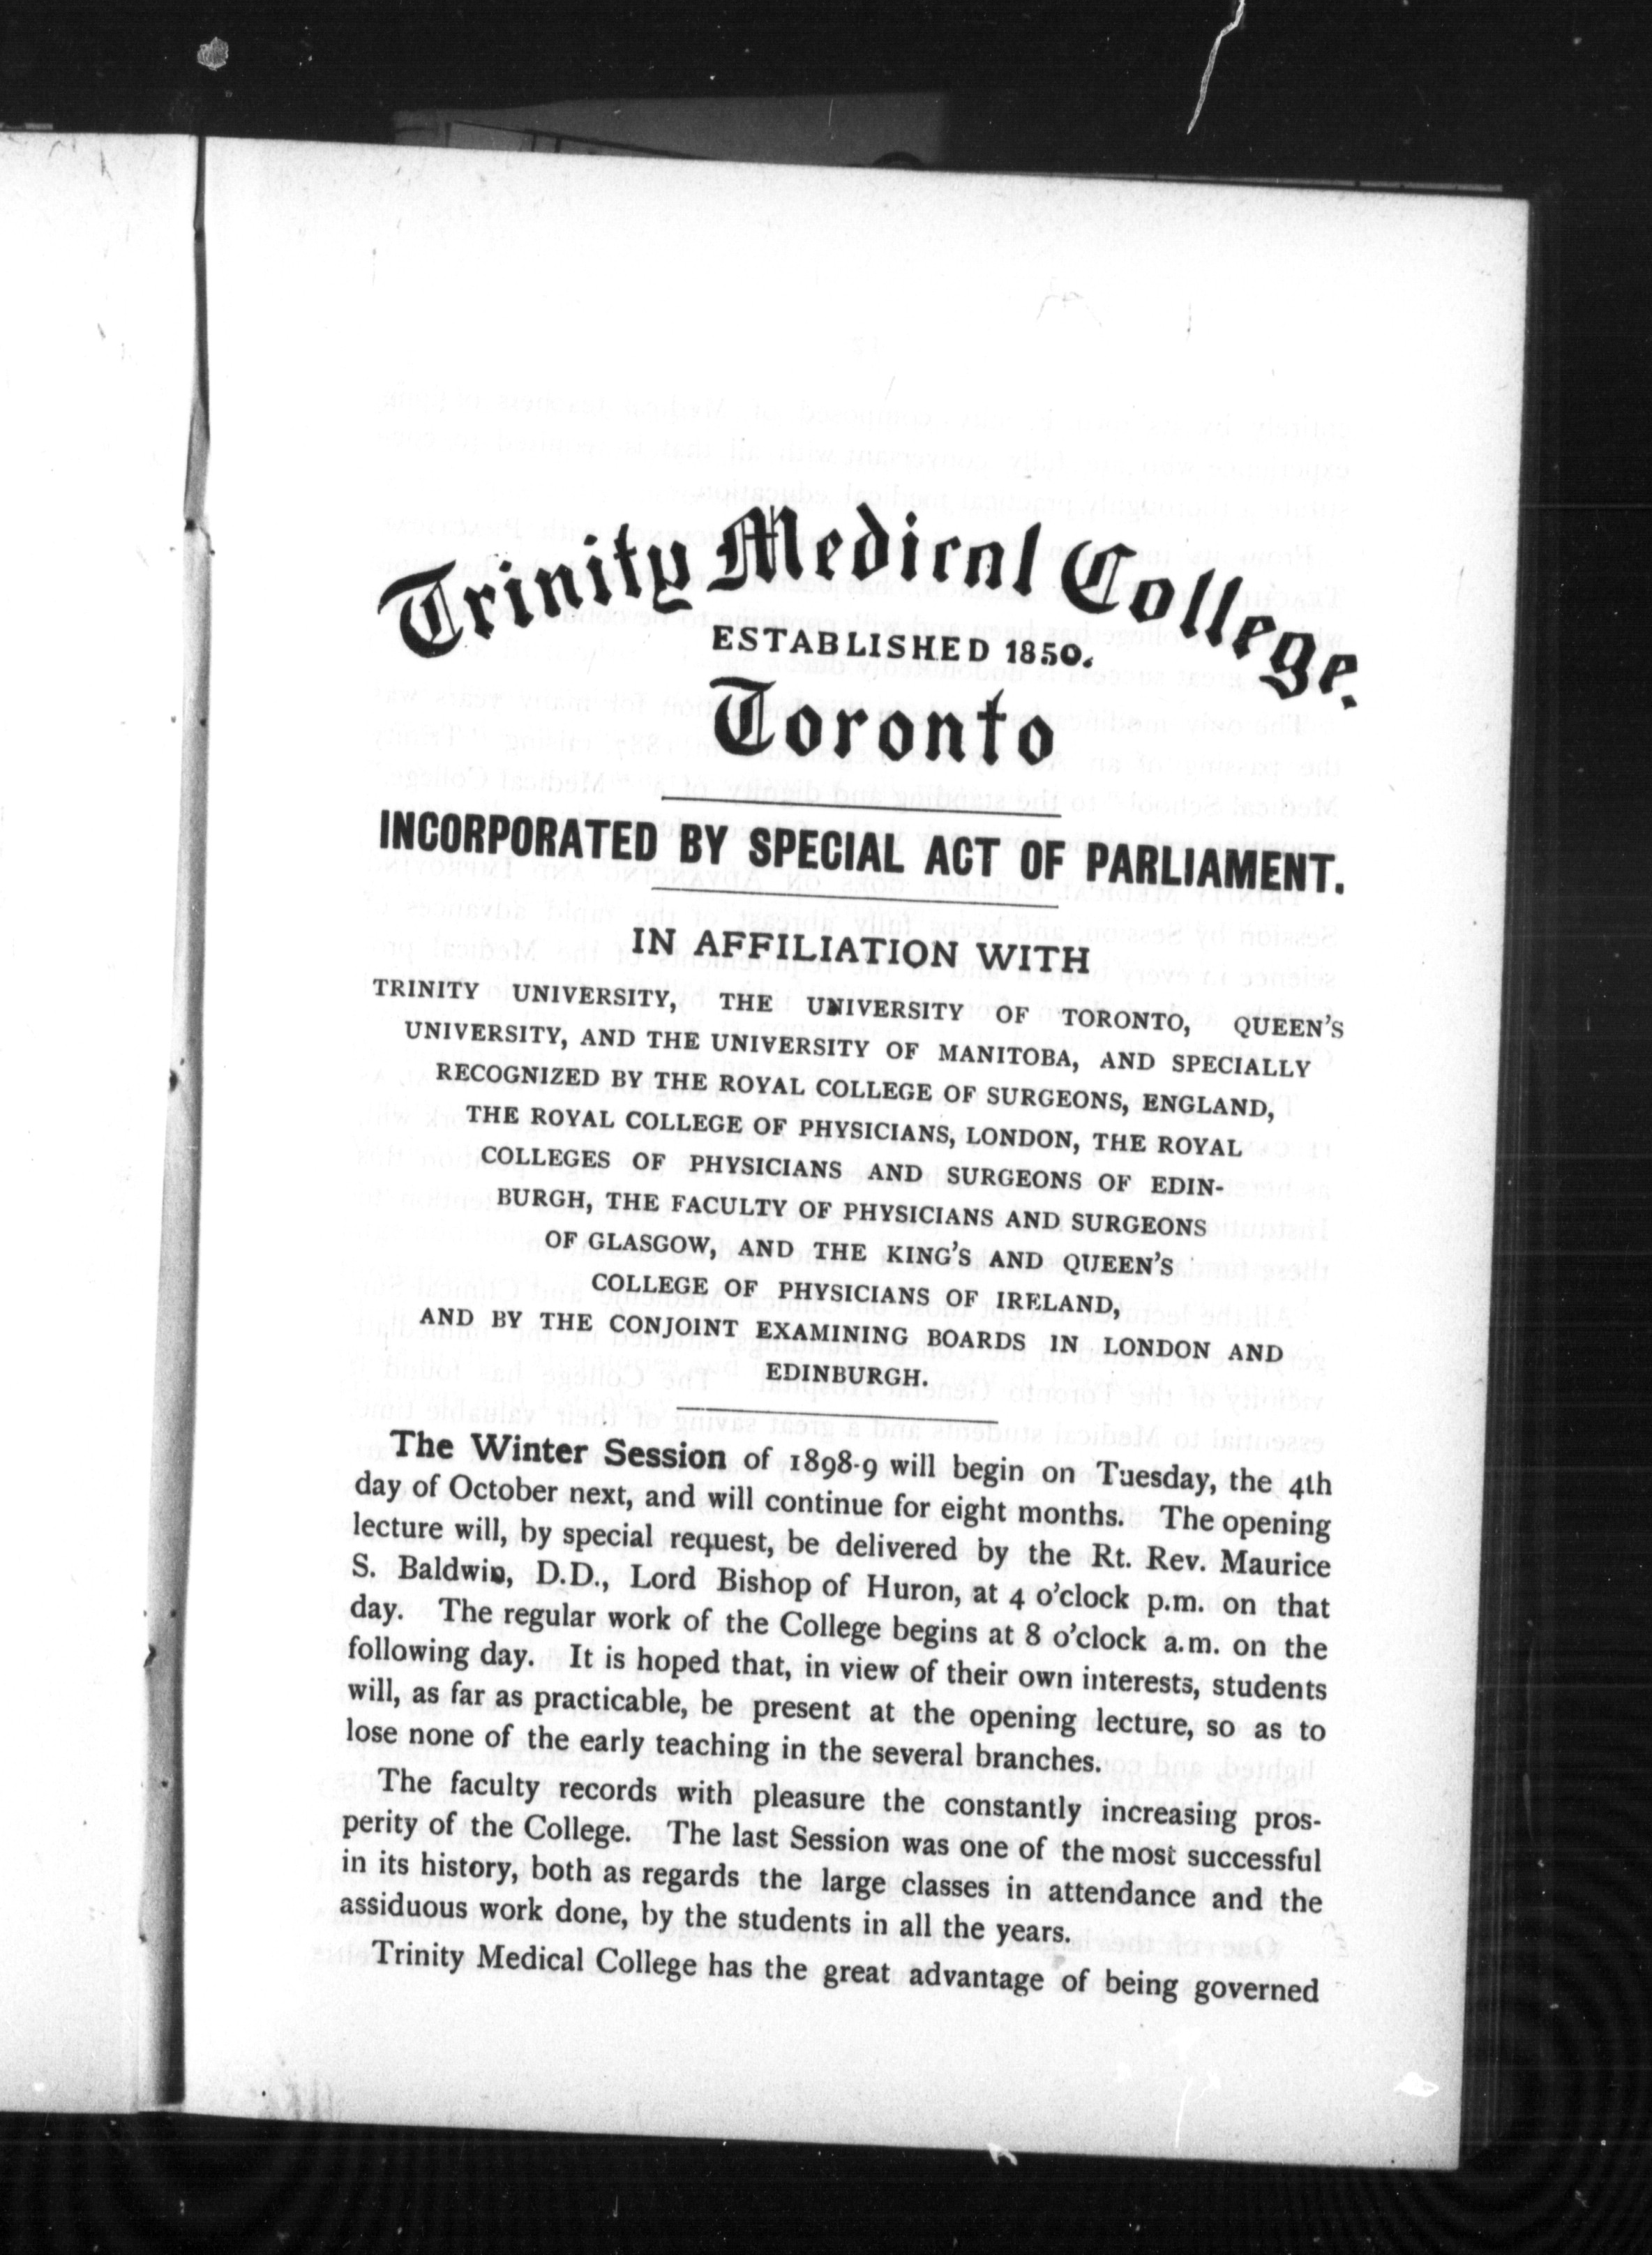 Trinity Medical College.
ESTABLISHED 1850.
Toronto
INCORPORATED BY SPECIAL ACT OF PARLIAMENT.
IN AFFILIATION WITH
TRINITY UNIVERSITY, THE UNIVERSITY OF TORONTO, QUEEN'S
UNIVERSITY, AND THE UNIVERSITY OF MANITOBA, AND SPECIALLY
RECOGNIZED BY THE ROYAL COLLEGE OF SURGEONS, ENGLAND,
THE ROYAL COLLEGE OF PHYSICIANS, LONDON, THE ROYAL
COLLEGES OF PHYSICIANS AND SURGEONS OF EDIN-
BURGH, THE FACULTY OF PHYSICIANS AND SURGEONS
OF GLASGOW, AND THE KING'S AND QUEEN'S
COLLEGE OF PHYSICIANS OF IRELAND,
AND BY THE CONJOINT EXAMINING BOARDS IN LONDON AND
EDINBURGH.
The Winter Session of 1898-9 will begin on Tuesday, the 4th
day of October next, and will continue for eight months. The opening
lecture will, by special request, be delivered by the Rt. Rev. Maurice
S. Baldwin, D.D., Lord Bishop of Huron, at 4 o'clock p.m. on that
day. The regular work of the College begins at 8 o'clock a.m. on the
following day. It is hoped that, in view of their own interests, students
will, as far as practicable, be present at the opening lecture, so as to
lose none of the early teaching in the several branches.
The faculty records with pleasure the constantly increasing pros-
perity of the College. The last Session was one of the most successful
in its history, both as regards the large classes in attendance and the
assiduous work done, by the students in all the years.
Trinity Medical College has the great advantage of being governed